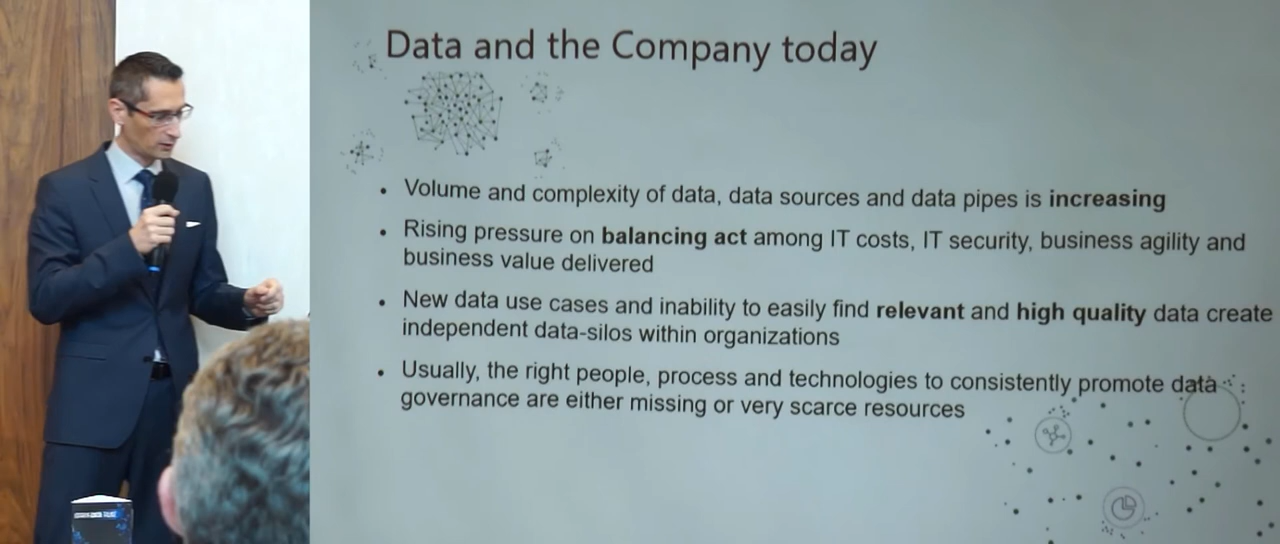 Data and the Company today
• Volume and complexity of data, data sources and data pipes is increasing
• Rising pressure on balancing act among IT costs, IT security, business agility and
business value delivered
• New data use cases and inability to easily find relevant and high quality data create
independent data-silos within organizations
• Usually, the right people, process and technologies to consistently promote data
governance are either missing or very scarce resources